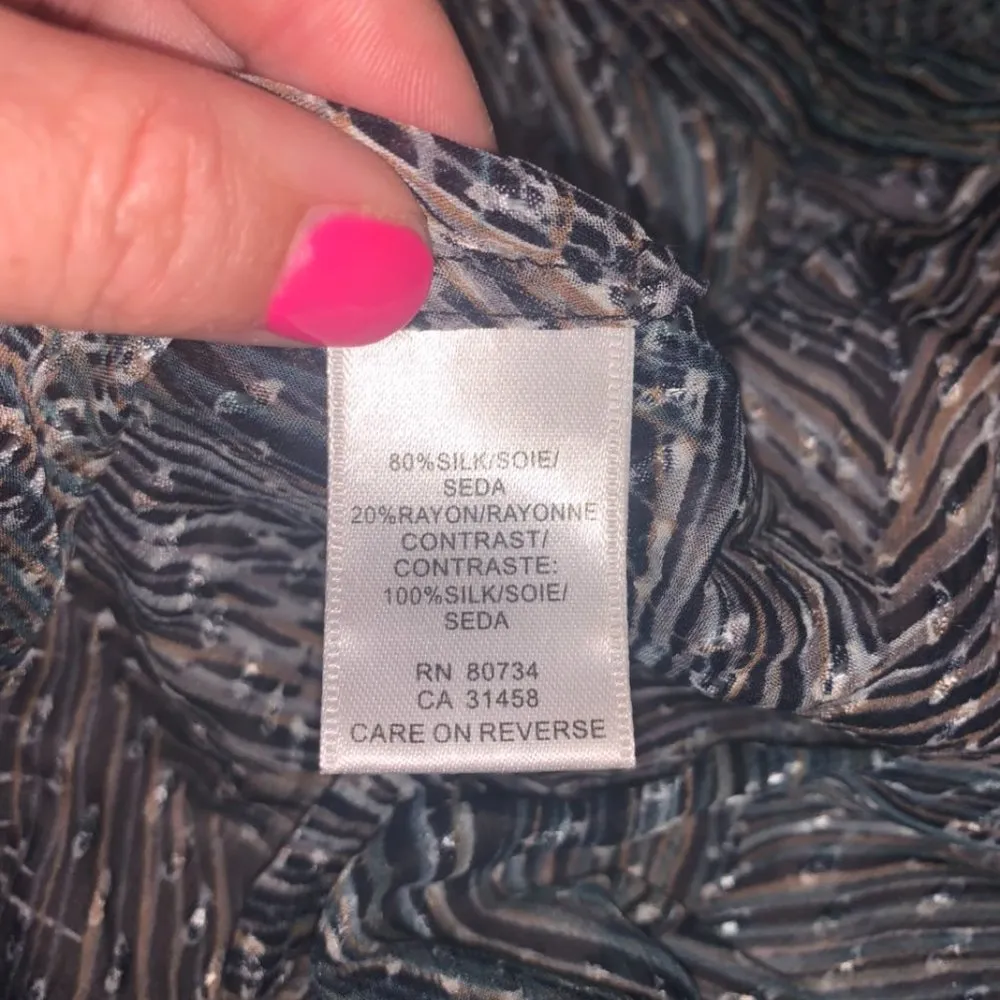 80%SILK/SOIE/
SEDA
20%RAYON/RAYONNE
CONTRAST/
CONTRASTE:
100%SILK/SOIE/
SEDA
RN 80734
CA 31458
CARE ON REVERSE